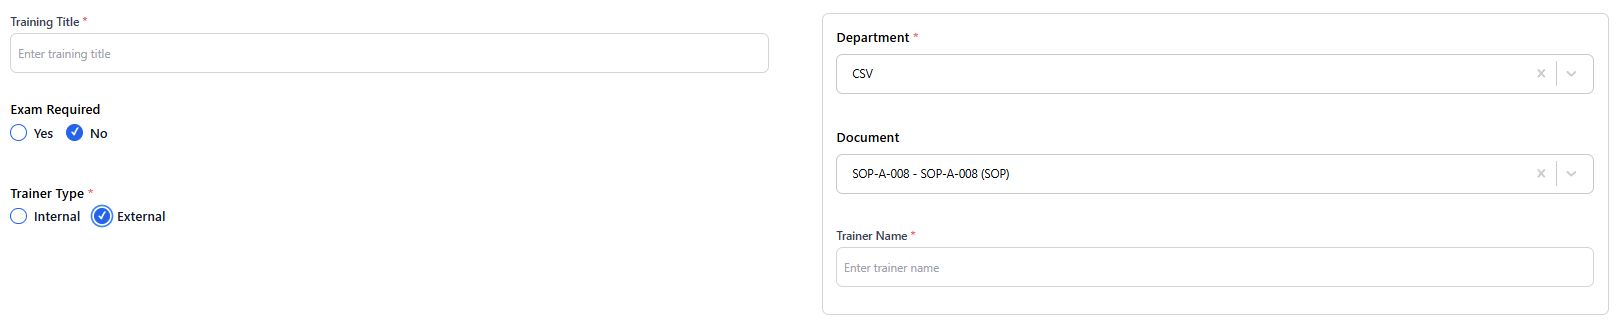 Training Title *
Enter training title
Exam Required
Yes No
Trainer Type *
Internal External
Department *
CSV
Document
SOP-A-008 - SOP-A-008 (SOP)
Trainer Name *
Enter trainer name